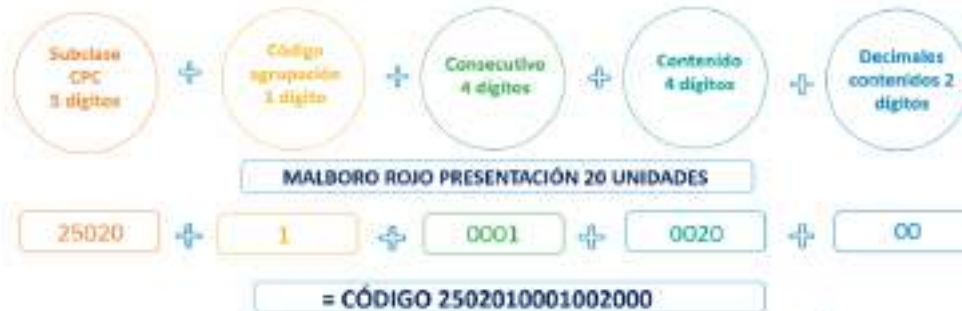 Subclase
CPC
5 dígitos
Código
agrupación
1 dígito
Consecutivo
4 dígitos
Contenido
4 dígitos
Decimales
contenidos 2
dígitos
MALBORO ROJO PRESENTACIÓN 20 UNIDADES
25020
1
0001
0020
00
= CÓDIGO 2502010001002000